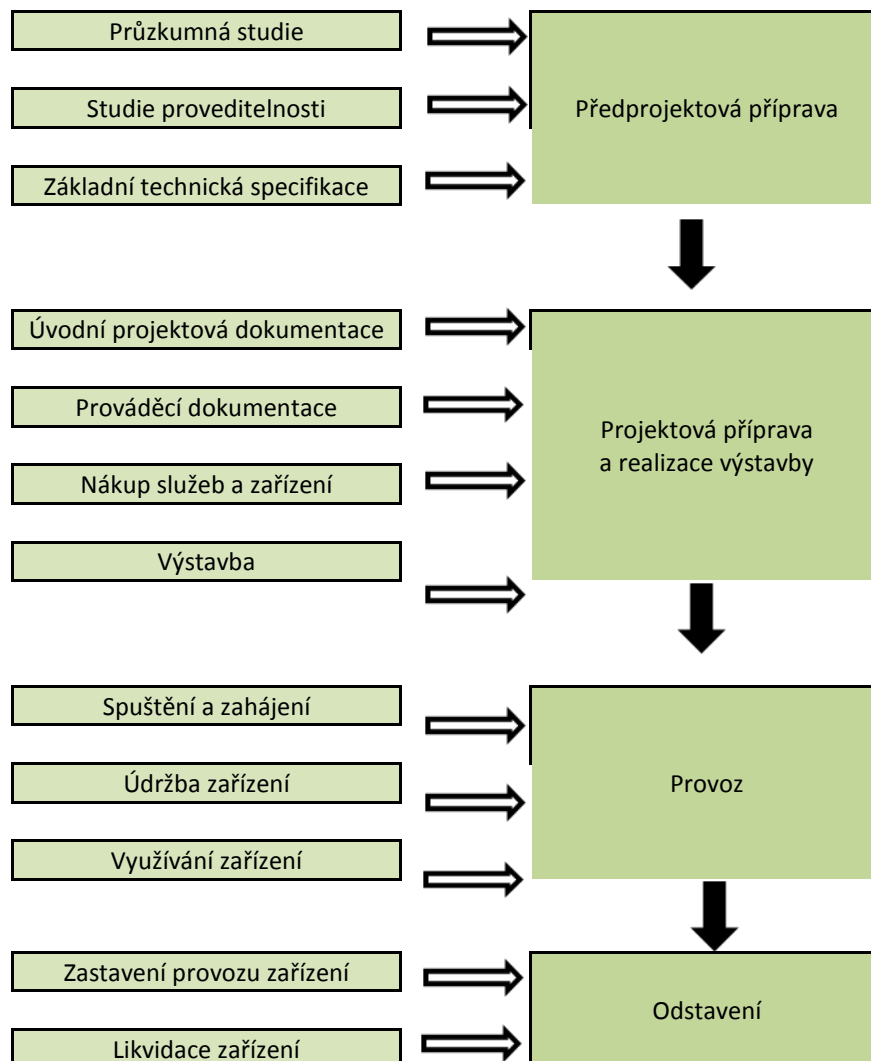 Průzkumná studie
Studie proveditelnosti
Základní technická specifikace
Předprojektová příprava
Úvodní projektová dokumentace
Prováděcí dokumentace
Nákup služeb a zařízení
Výstavba
Projektová příprava
a realizace výstavby
Spuštění a zahájení
Údržba zařízení
Využívání zařízení
Provoz
Zastavení provozu zařízení
Likvidace zařízení
Odstavení